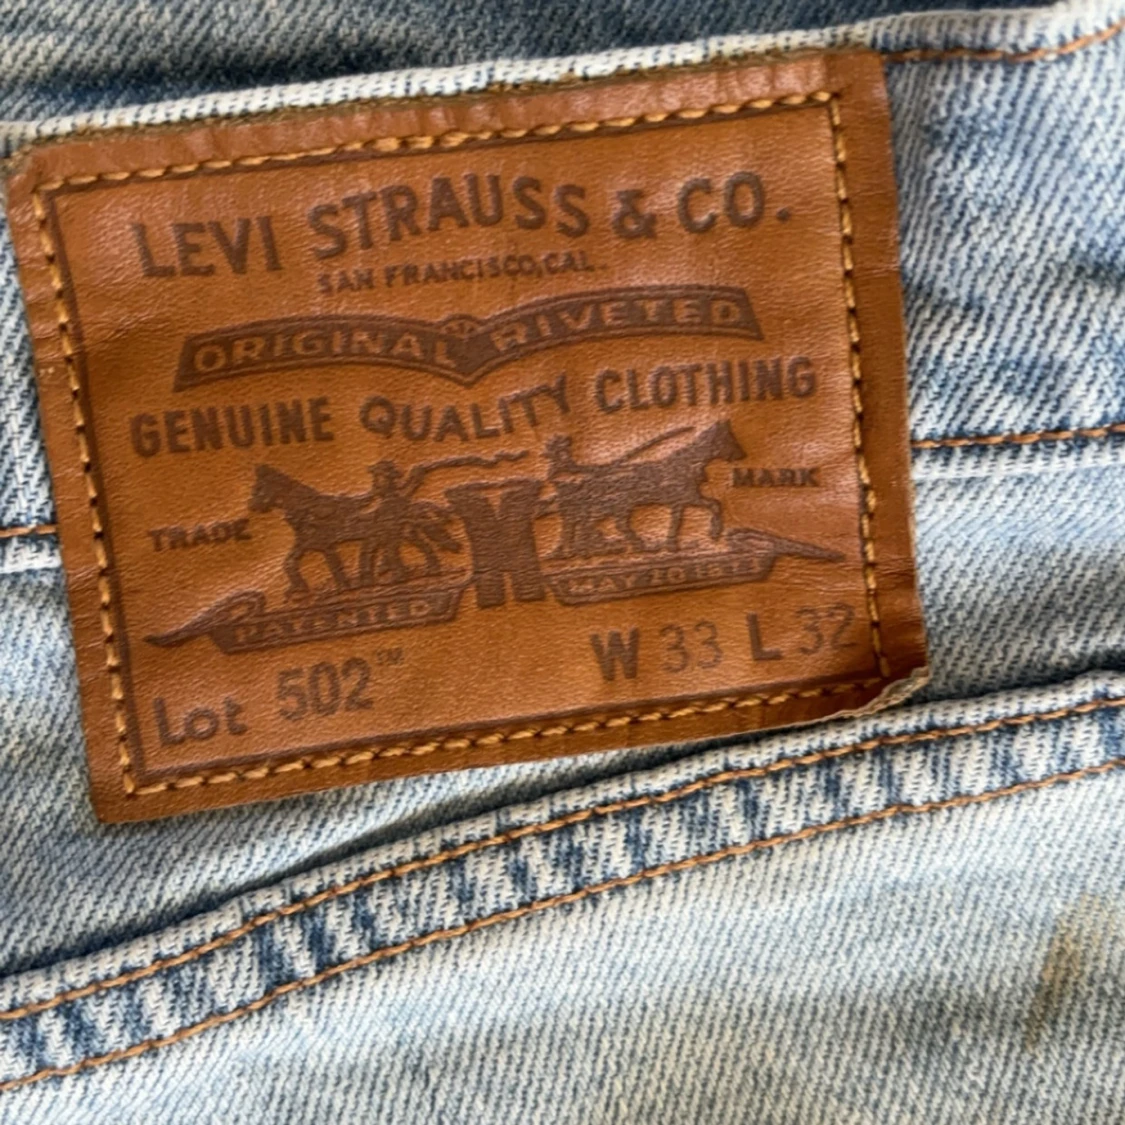 LEVI STRAUSS & CO.
SAN FRANCISCO, CAL.
ORIGINAL RIVETED
GENUINE QUALITY CLOTHING
TRADE MARK
PATENTED MAY 20 1873
Lot 502™ W 33 L 32